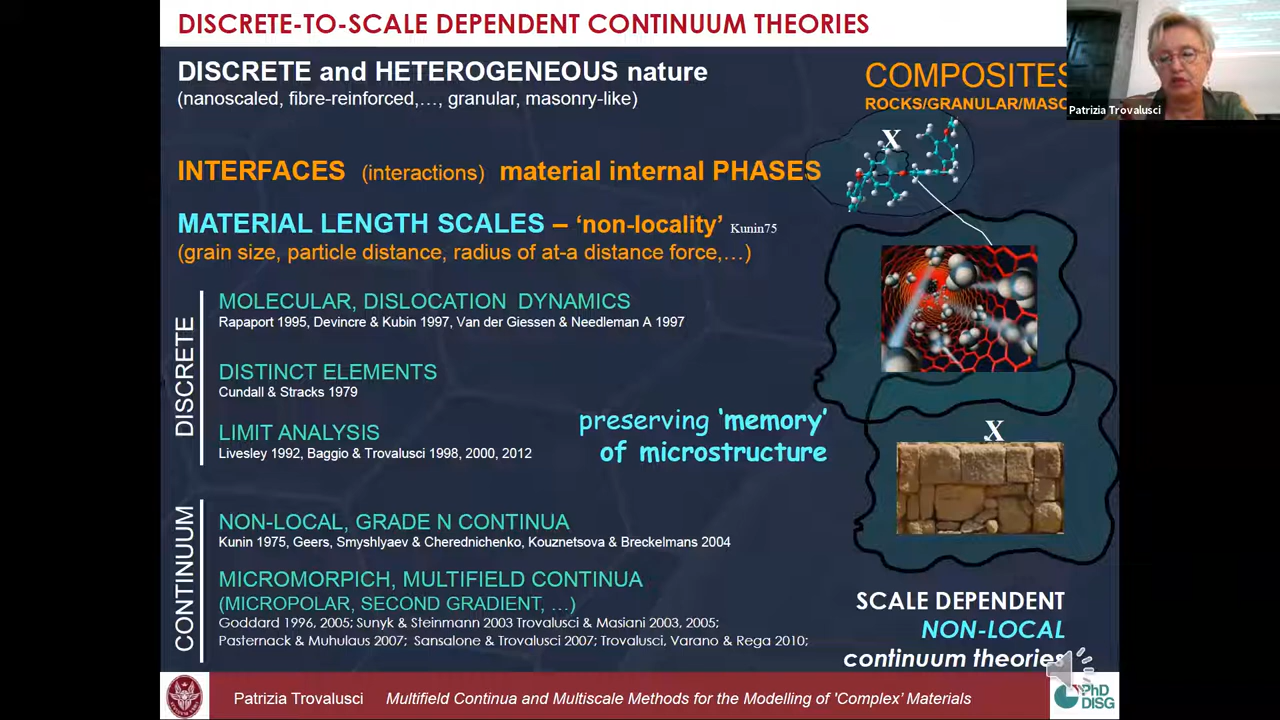 DISCRETE-TO-SCALE DEPENDENT CONTINUUM THEORIES
DISCRETE and HETEROGENEOUS nature
(nanoscaled, fibre-reinforced,…, granular, masonry-like)
COMPOSITES
ROCKS/GRANULAR/MASO
Patrizia Trovalusci
X
INTERFACES (interactions) material internal PHASES
MATERIAL LENGTH SCALES – ‘non-locality’ Kunin75
(grain size, particle distance, radius of at-a distance force,…)
DISCRETE
MOLECULAR, DISLOCATION DYNAMICS
Rapaport 1995, Devincre & Kubin 1997, Van der Giessen & Needleman A 1997
DISTINCT ELEMENTS
Cundall & Stracks 1979
LIMIT ANALYSIS
Livesley 1992, Baggio & Trovalusci 1998, 2000, 2012
preserving ‘memory’
of microstructure
X
CONTINUUM
NON-LOCAL, GRADE N CONTINUA
Kunin 1975, Geers, Smyshlyaev & Cherednichenko, Kouznetsova & Breckelmans 2004
MICROMORPICH, MULTIFIELD CONTINUA
(MICROPOLAR, SECOND GRADIENT, …)
Goddard 1996, 2005; Sunyk & Steinmann 2003 Trovalusci & Masiani 2003, 2005;
Pasternack & Muhulaus 2007; Sansalone & Trovalusci 2007; Trovalusci, Varano & Rega 2010;
SCALE DEPENDENT
NON-LOCAL
continuum theories
Patrizia Trovalusci Multifield Continua and Multiscale Methods for the Modelling of 'Complex’ Materials
PhD
DISG